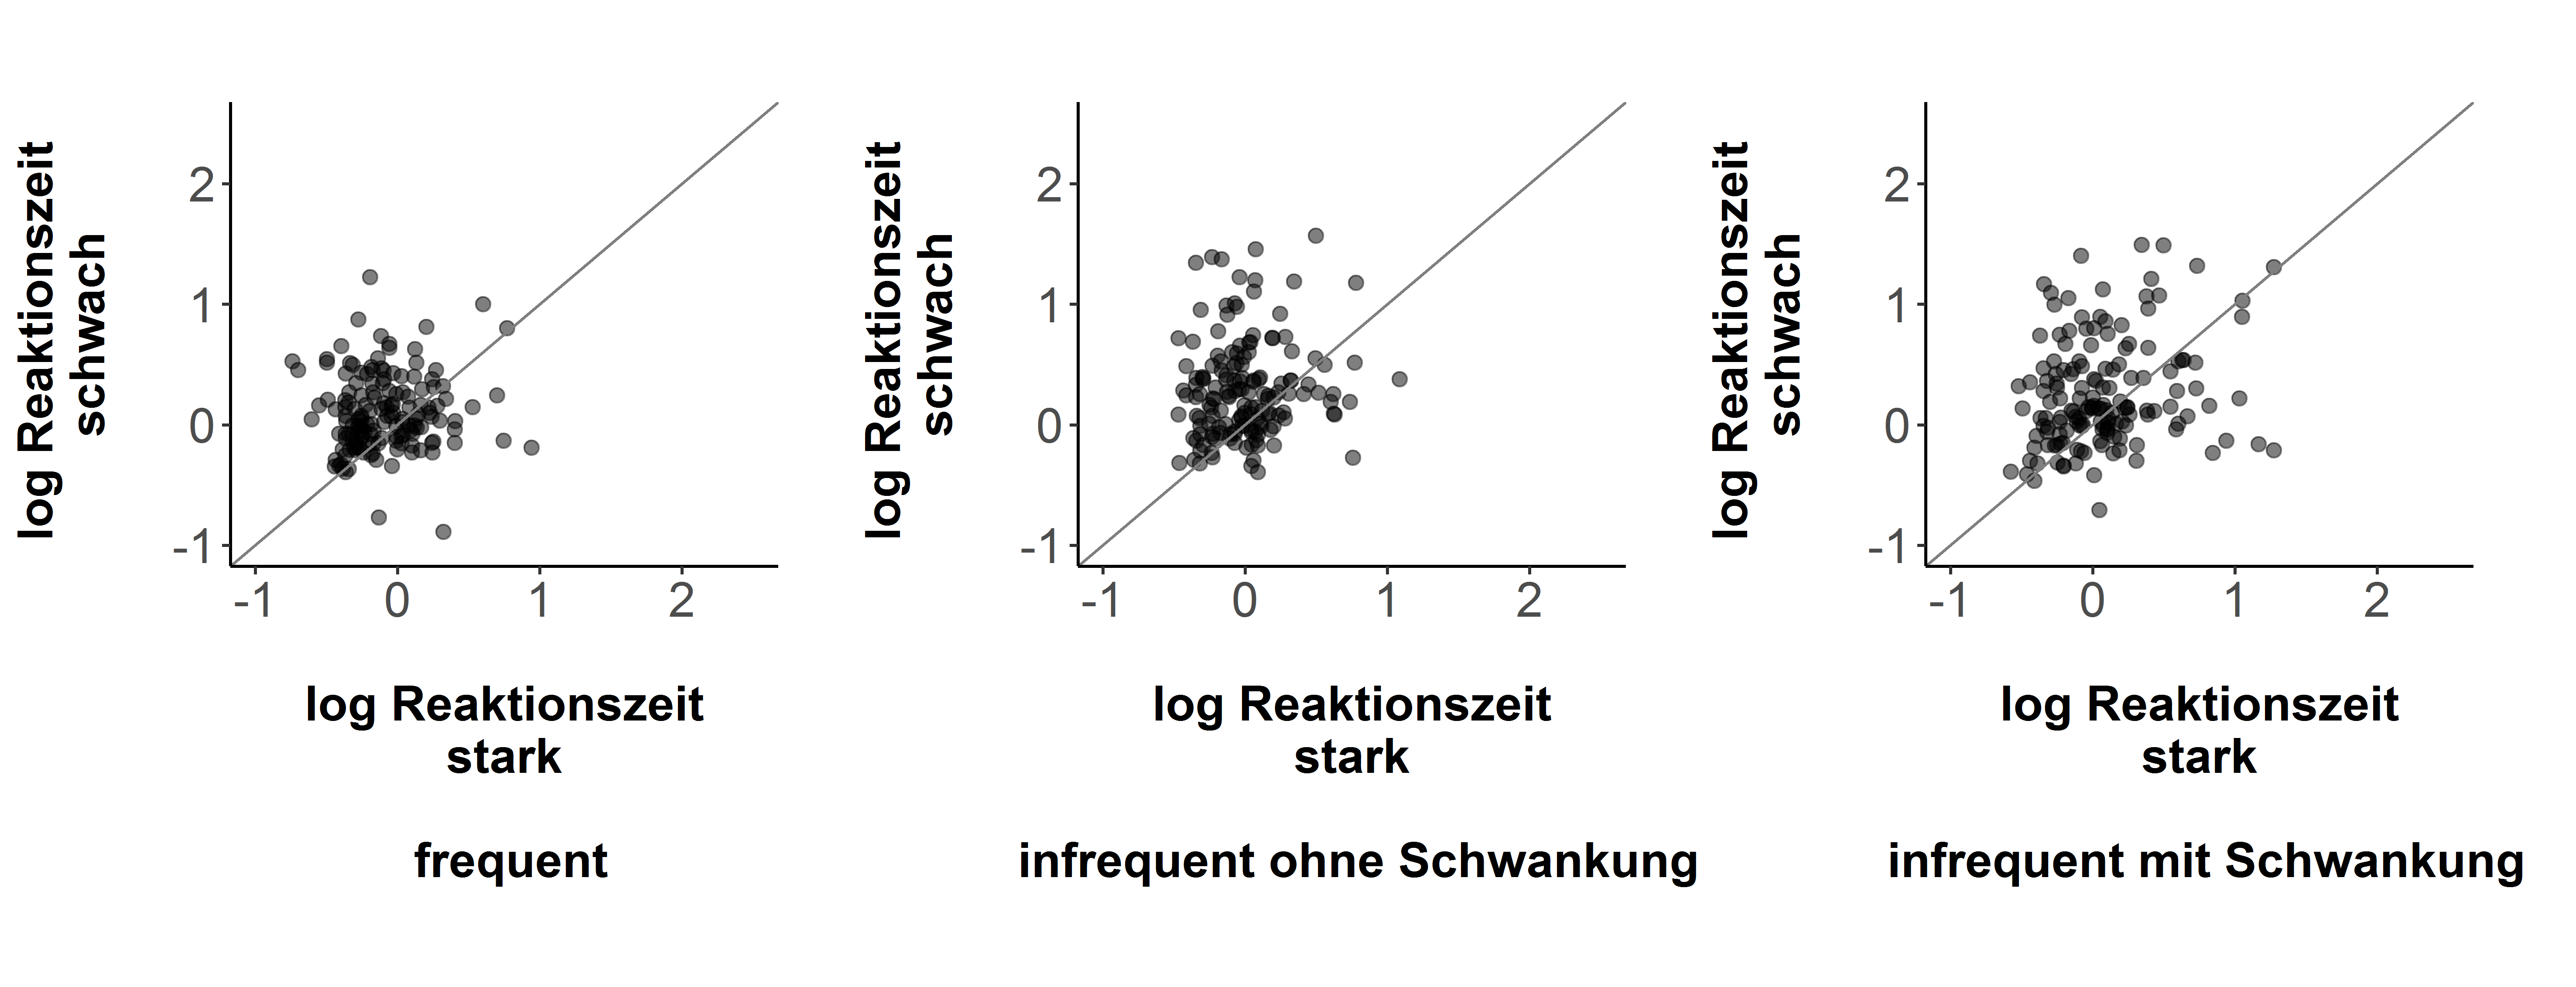 log Reaktionszeit
schwach
2
1
0
-1
-1 0 1 2
log Reaktionszeit
stark
frequent
log Reaktionszeit
schwach
2
1
0
-1
-1 0 1 2
log Reaktionszeit
stark
infrequent ohne Schwankung
log Reaktionszeit
schwach
2
1
0
-1
-1 0 1 2
log Reaktionszeit
stark
infrequent mit Schwankung